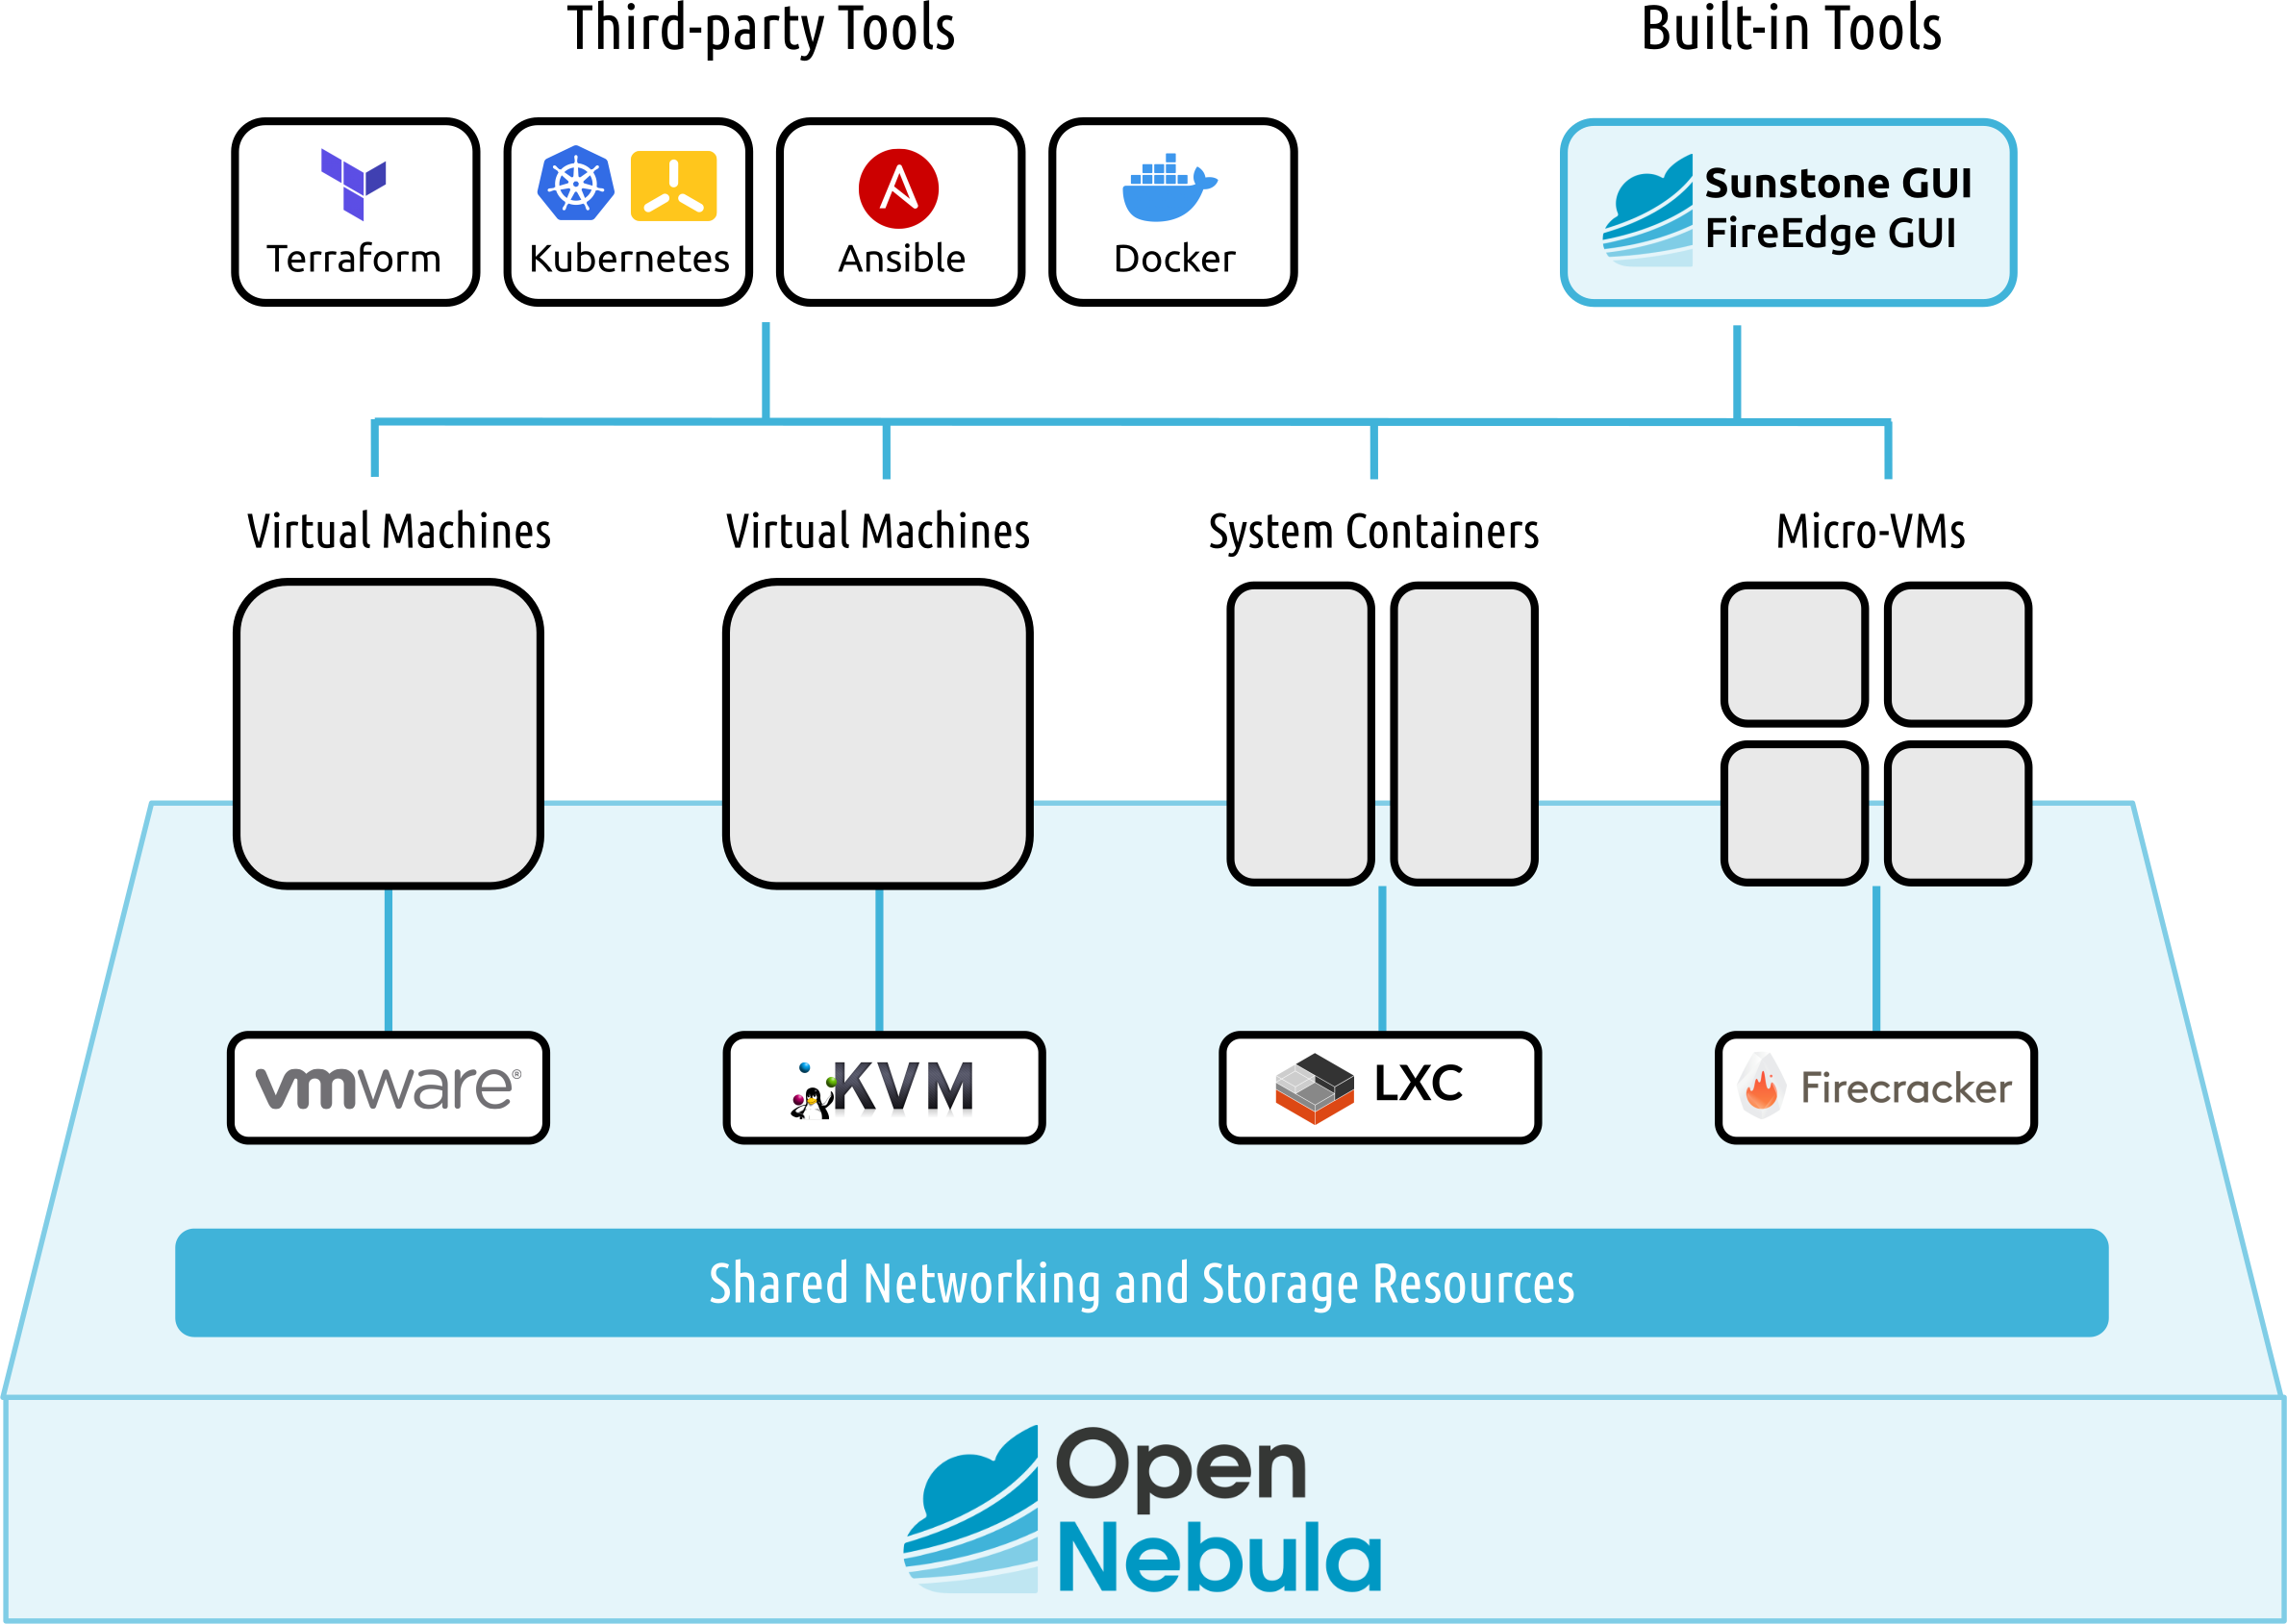 Third-party Tools
Built-in Tools
Terraform
Kubernetes
Ansible
Docker
Sunstone GUI
FireEdge GUI
Virtual Machines
Virtual Machines
System Containers
Micro-VMs
vmware®
KVM
LXC
Firecracker
Shared Networking and Storage Resources
Open
Nebula